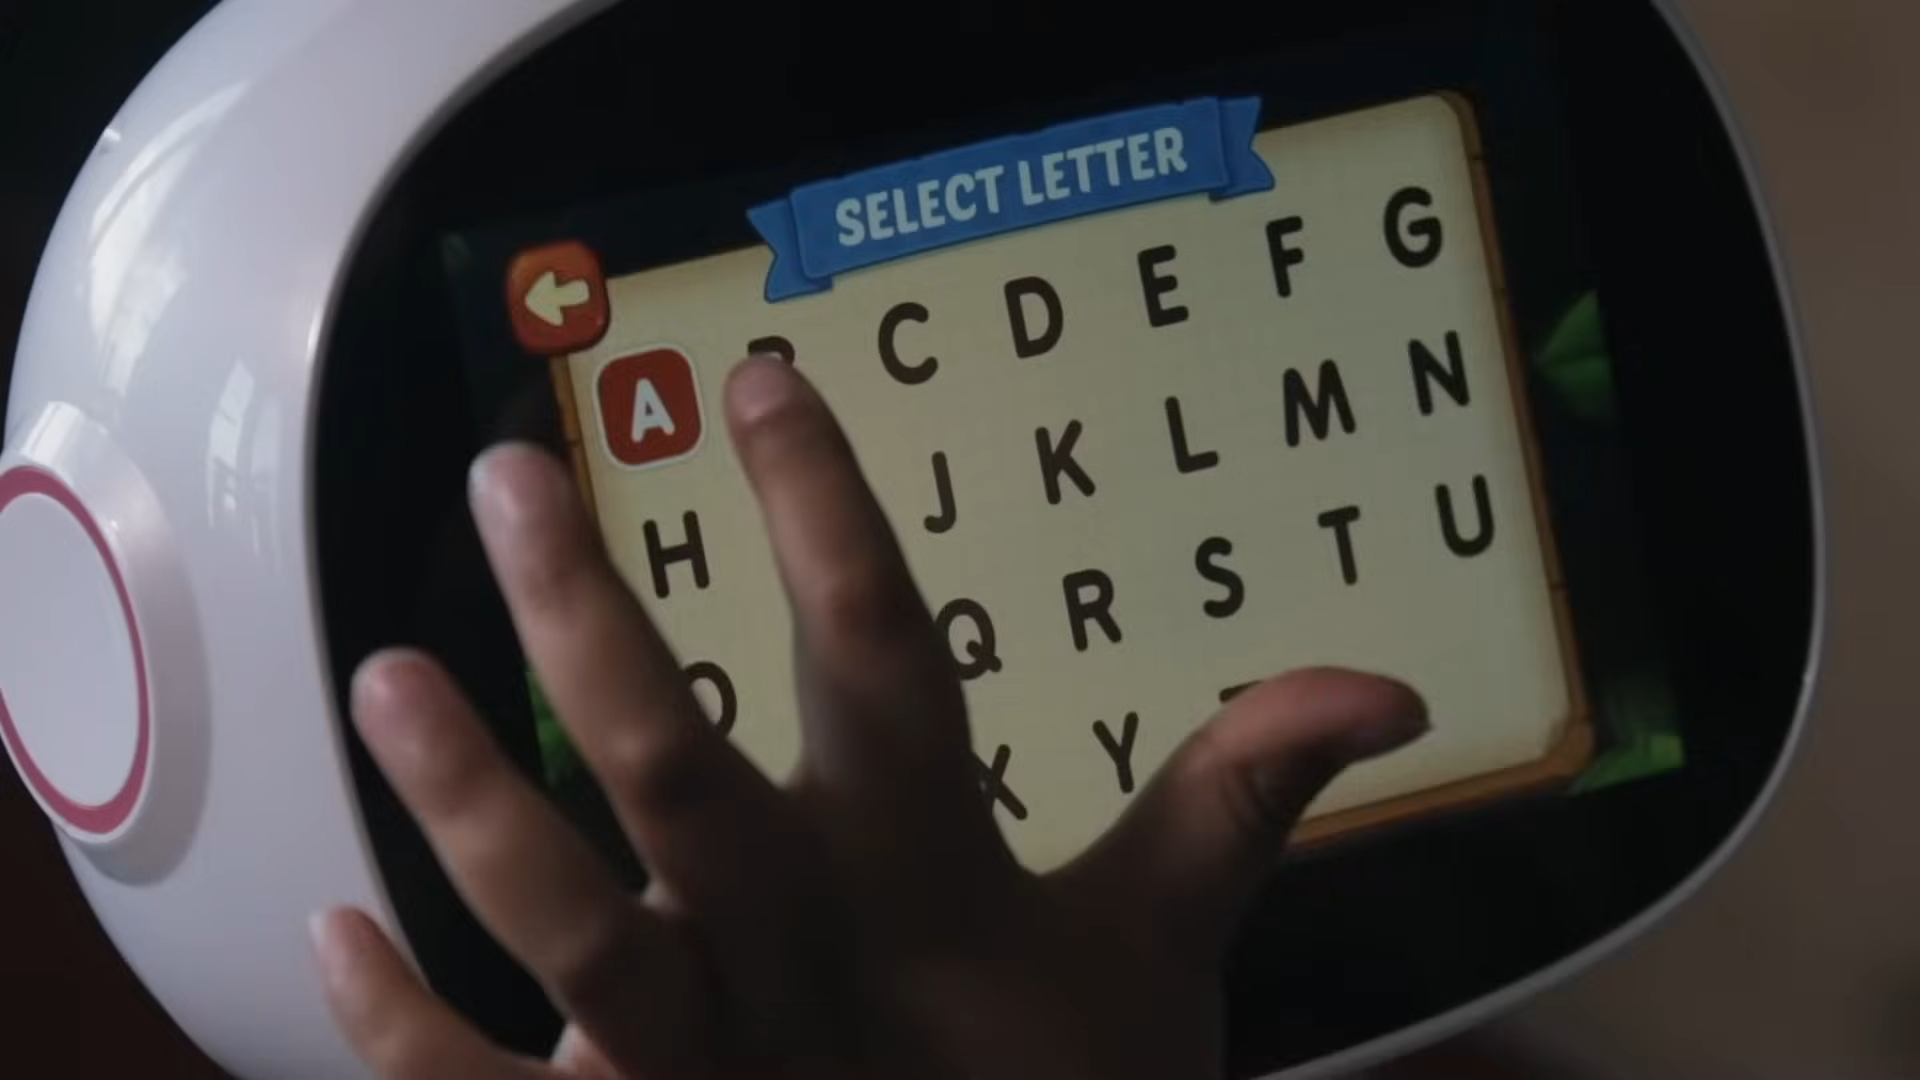 SELECT LETTER
A B C D E F G
H J K L M N
O Q R S T U
X Y